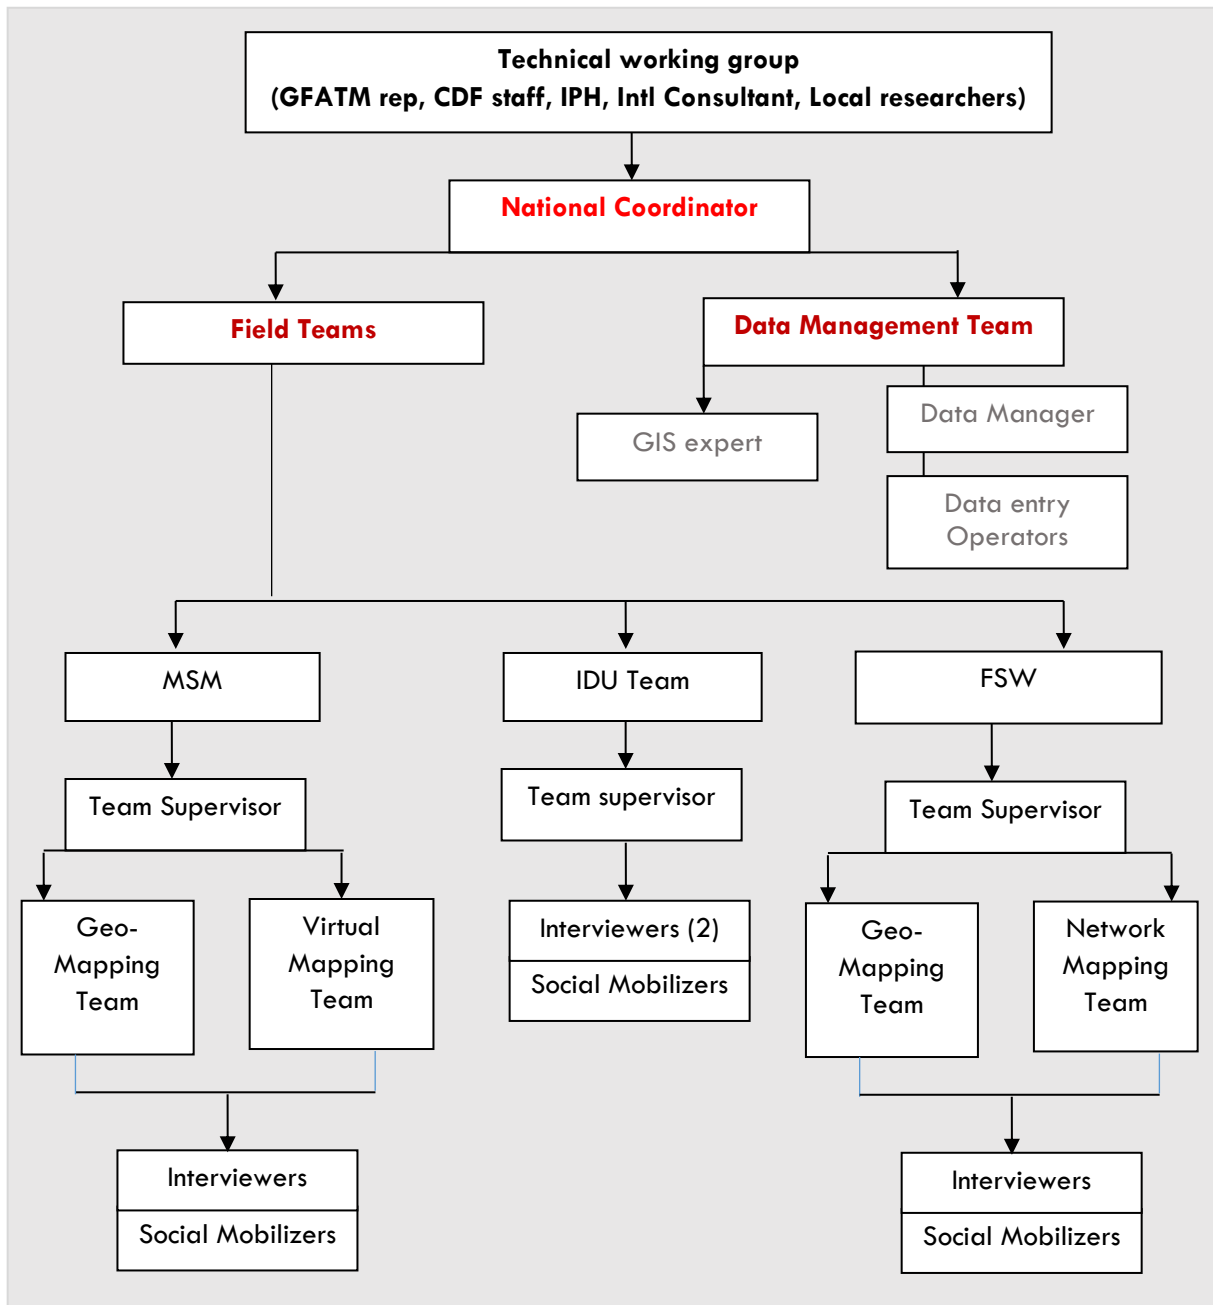 Technical working group
(GFATM rep, CDF staff, IPH, Intl Consultant, Local researchers)
National Coordinator
Field Teams
Data Management Team
GIS expert
Data Manager
Data entry
Operators
MSM
IDU Team
FSW
Team Supervisor
Team supervisor
Team Supervisor
Geo-
Mapping
Team
Virtual
Mapping
Team
Interviewers (2)
Social Mobilizers
Geo-
Mapping
Team
Network
Mapping
Team
Interviewers
Social Mobilizers
Interviewers
Social Mobilizers